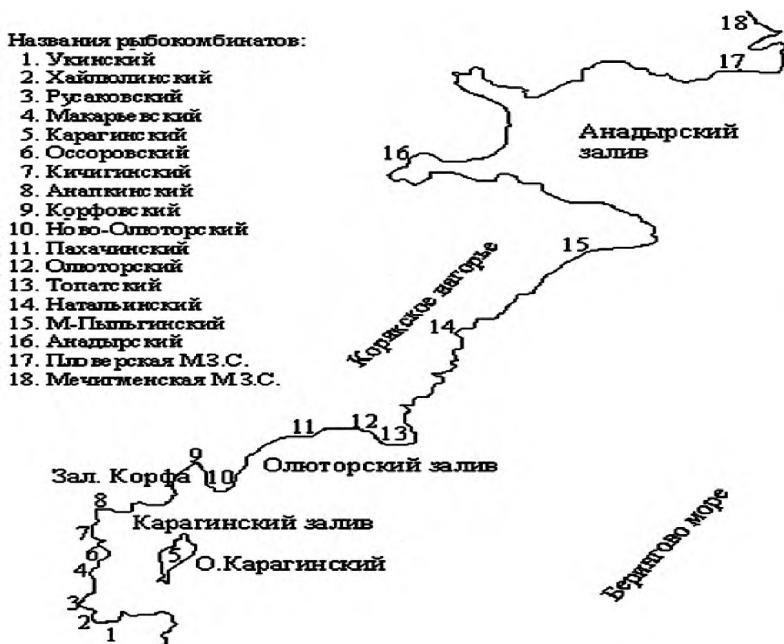 Названия рыбокомбинатов:
1. Укинский
2. Хайлюлинский
3. Русаковский
4. Макарьевский
5. Карагинский
6. Оссоровский
7. Кичигинский
8. Анапкинский
9. Корфовский
10. Ново-Олюторский
11. Пахачинский
12. Олюторский
13. Топатский
14. Натальинский
15. М-Пыльгинский
16. Анадырский
17. Пловерская М.З.С.
18. Мечигменская М.З.С.
18
17
Анадырский
залив
16
15
Корякское нагорье
14
11
12
13
9
Зал. Корфа
10
Олюторский залив
8
Карагинский залив
7
6
5
О.Карагинский
4
3
2
1
Берингово море